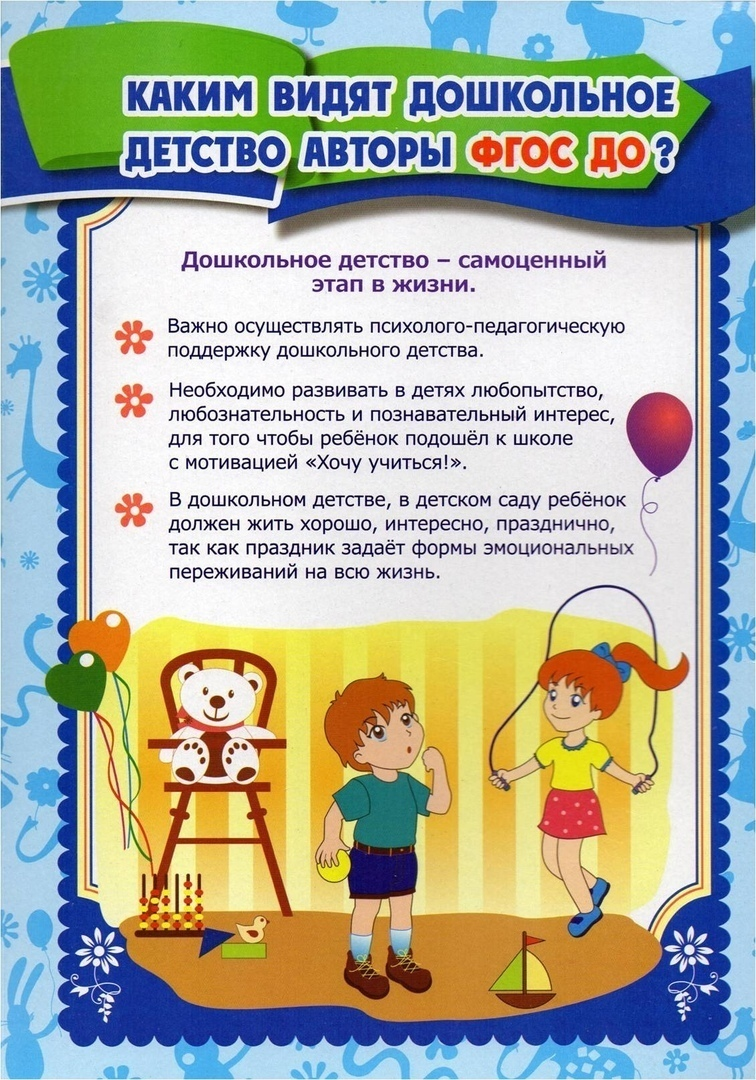 КАКИМ ВИДЯТ ДОШКОЛЬНОЕ
ДЕТСТВО АВТОРЫ ФГОС ДО?
Дошкольное детство – самоценный
этап в жизни.
Важно осуществлять психолого-педагогическую
поддержку дошкольного детства.
Необходимо развивать в детях любопытство,
любознательность и познавательный интерес,
для того чтобы ребёнок подошёл к школе
с мотивацией «Хочу учиться!».
В дошкольном детстве, в детском саду ребёнок
должен жить хорошо, интересно, празднично,
так как праздник задаёт формы эмоциональных
переживаний на всю жизнь.